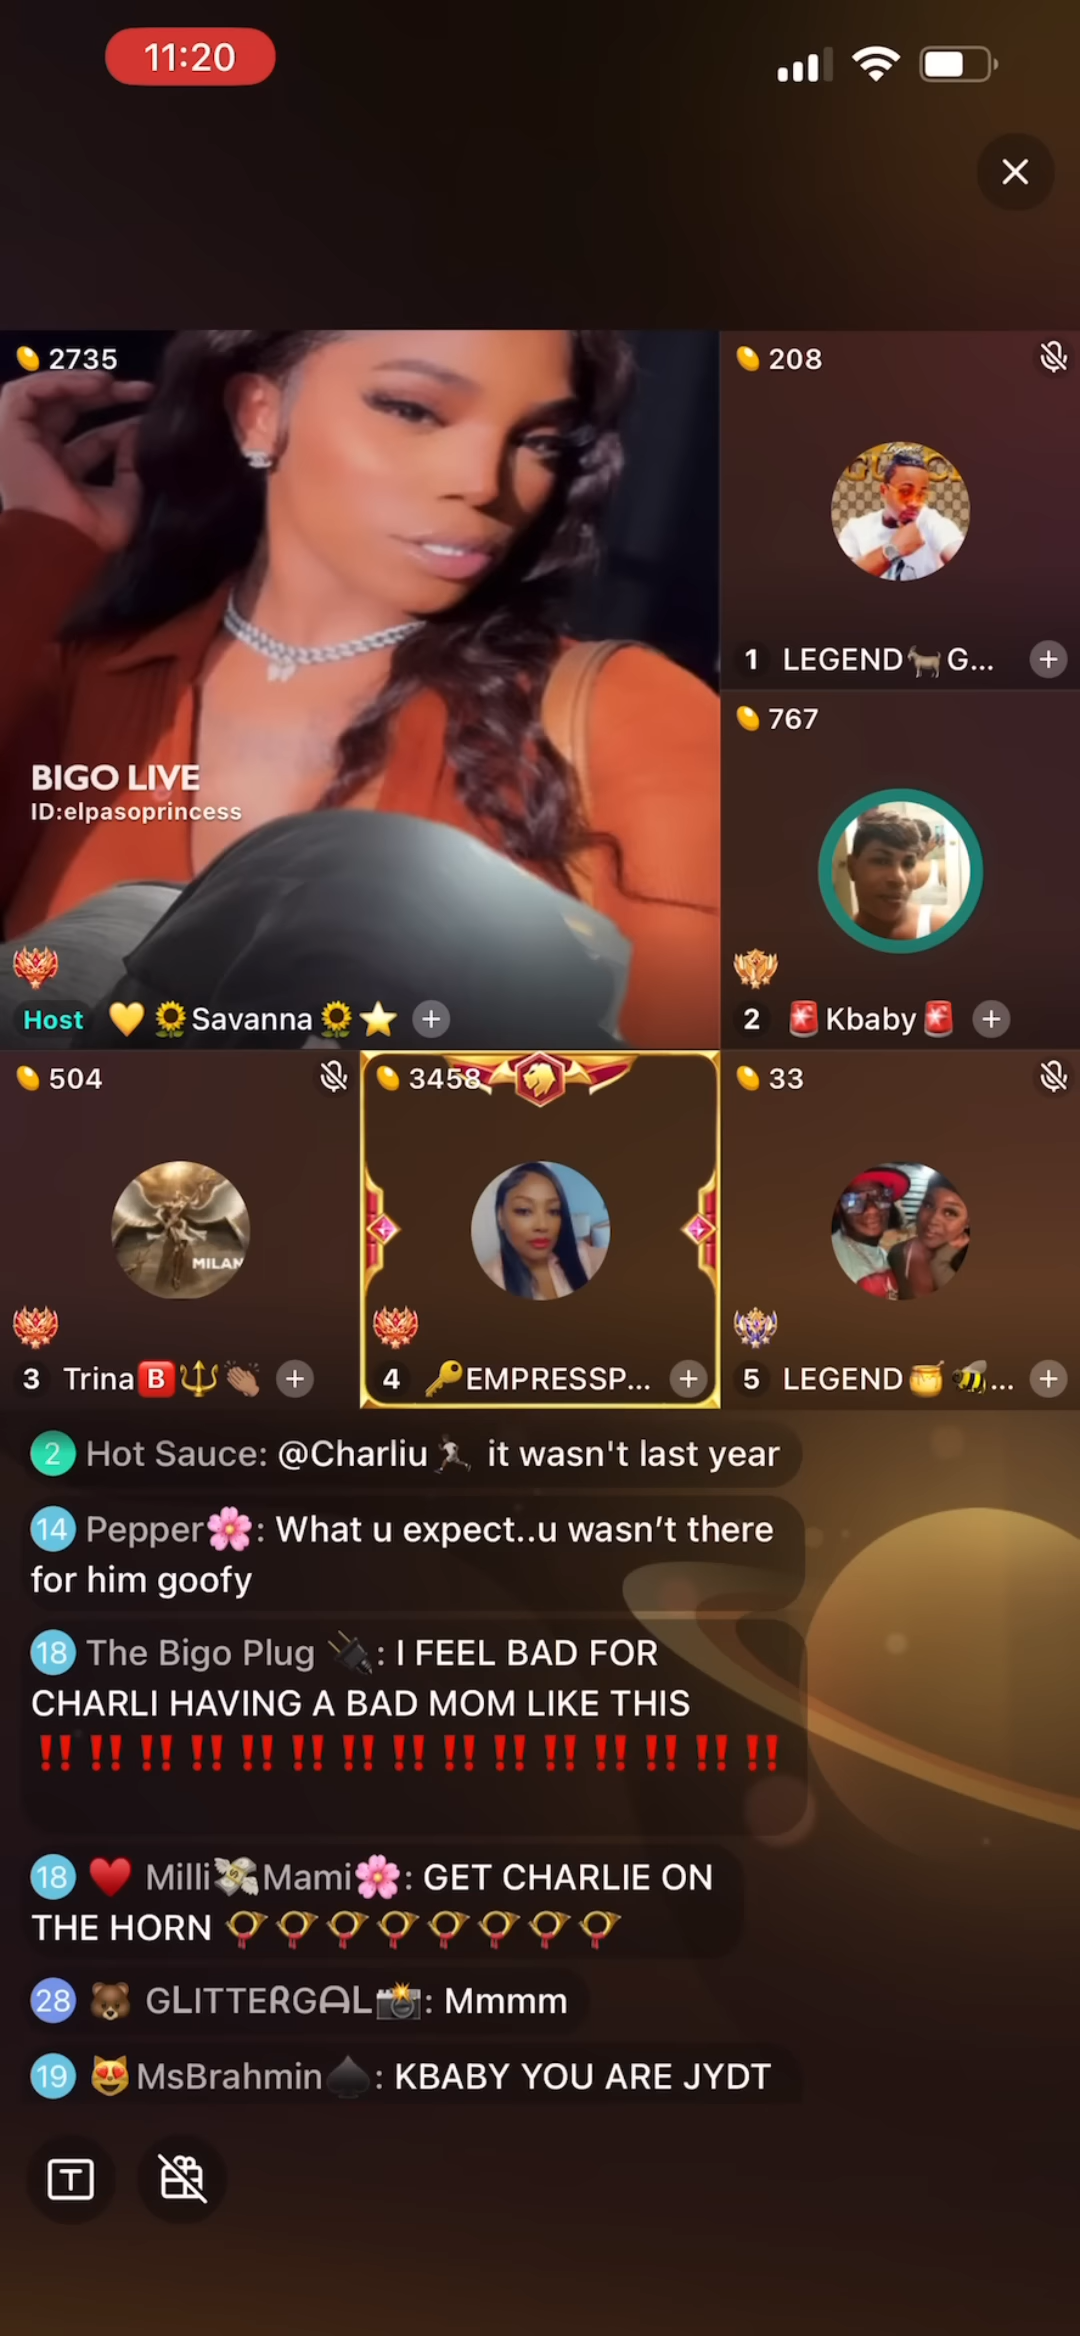 11:20
2735
208
1 LEGEND🐐G...
767
BIGO LIVE
ID:elpasoprincess
Host 💛🌻Savanna🌻⭐
2 🚨Kbaby🚨
504
3458
33
MILAN
3 Trina🅱️🔱👏🏽
4 🔑EMPRESSP...
5 LEGEND🍯🐝...
2 Hot Sauce: @Charliu🏃🏿 it wasn't last year
14 Pepper🌸: What u expect..u wasn’t there
for him goofy
18 The Bigo Plug 🔌: I FEEL BAD FOR
CHARLI HAVING A BAD MOM LIKE THIS
‼️‼️‼️‼️‼️‼️‼️‼️‼️‼️‼️‼️‼️‼️‼️
18 ♥️ Milli💸Mami🌸: GET CHARLIE ON
THE HORN 📯📯📯📯📯📯📯📯
28 🐻 GLITTERGAL📸: Mmmm
19 😻MsBrahmin♠️: KBABY YOU ARE JYDT
T